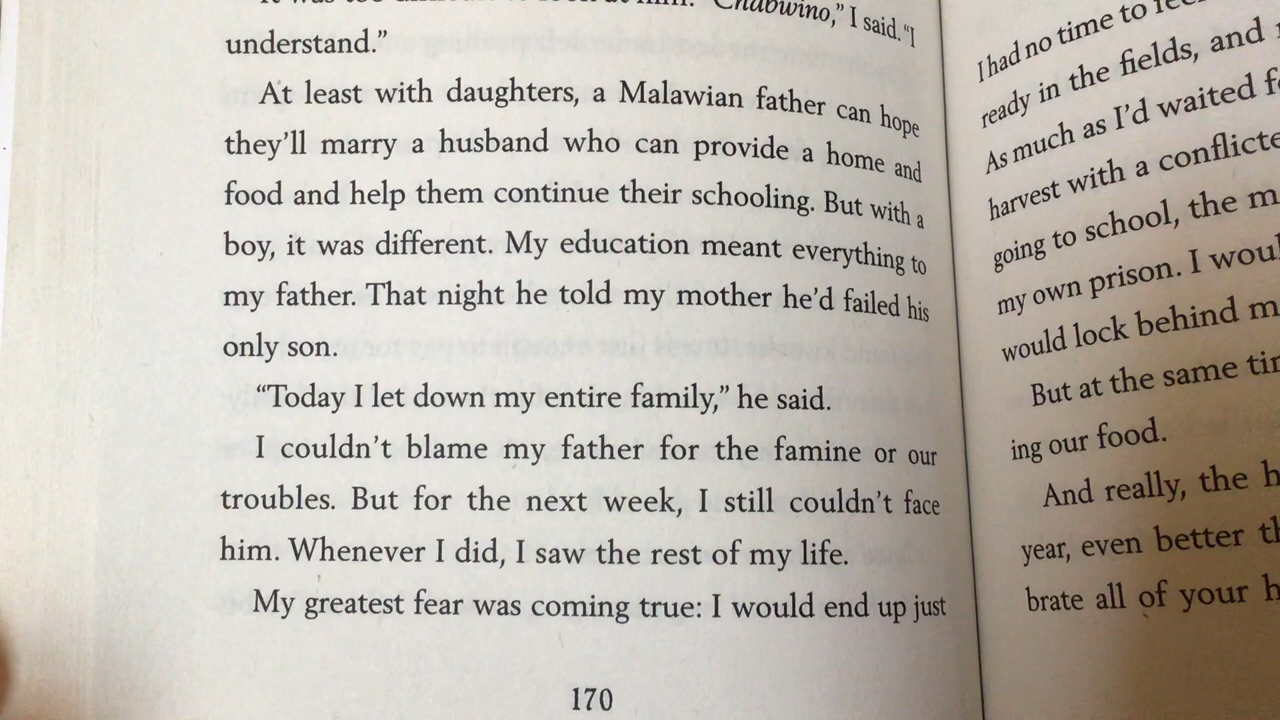 "Chabwino," I said. "I
understand."
At least with daughters, a Malawian father can hope
they'll marry a husband who can provide a home and
food and help them continue their schooling. But with a
boy, it was different. My education meant everything to
my father. That night he told my mother he'd failed his
only son.
"Today I let down my entire family," he said.
I couldn't blame my father for the famine or our
troubles. But for the next week, I still couldn't face
him. Whenever I did, I saw the rest of my life.
My greatest fear was coming true: I would end up just
170
I had no time to
ready in the fields, and
As much as I'd waited
harvest with a
going to school, the
my own prison. I
would lock behind
But at the same
ing our food.
And really, the
year, even better
brate all of your